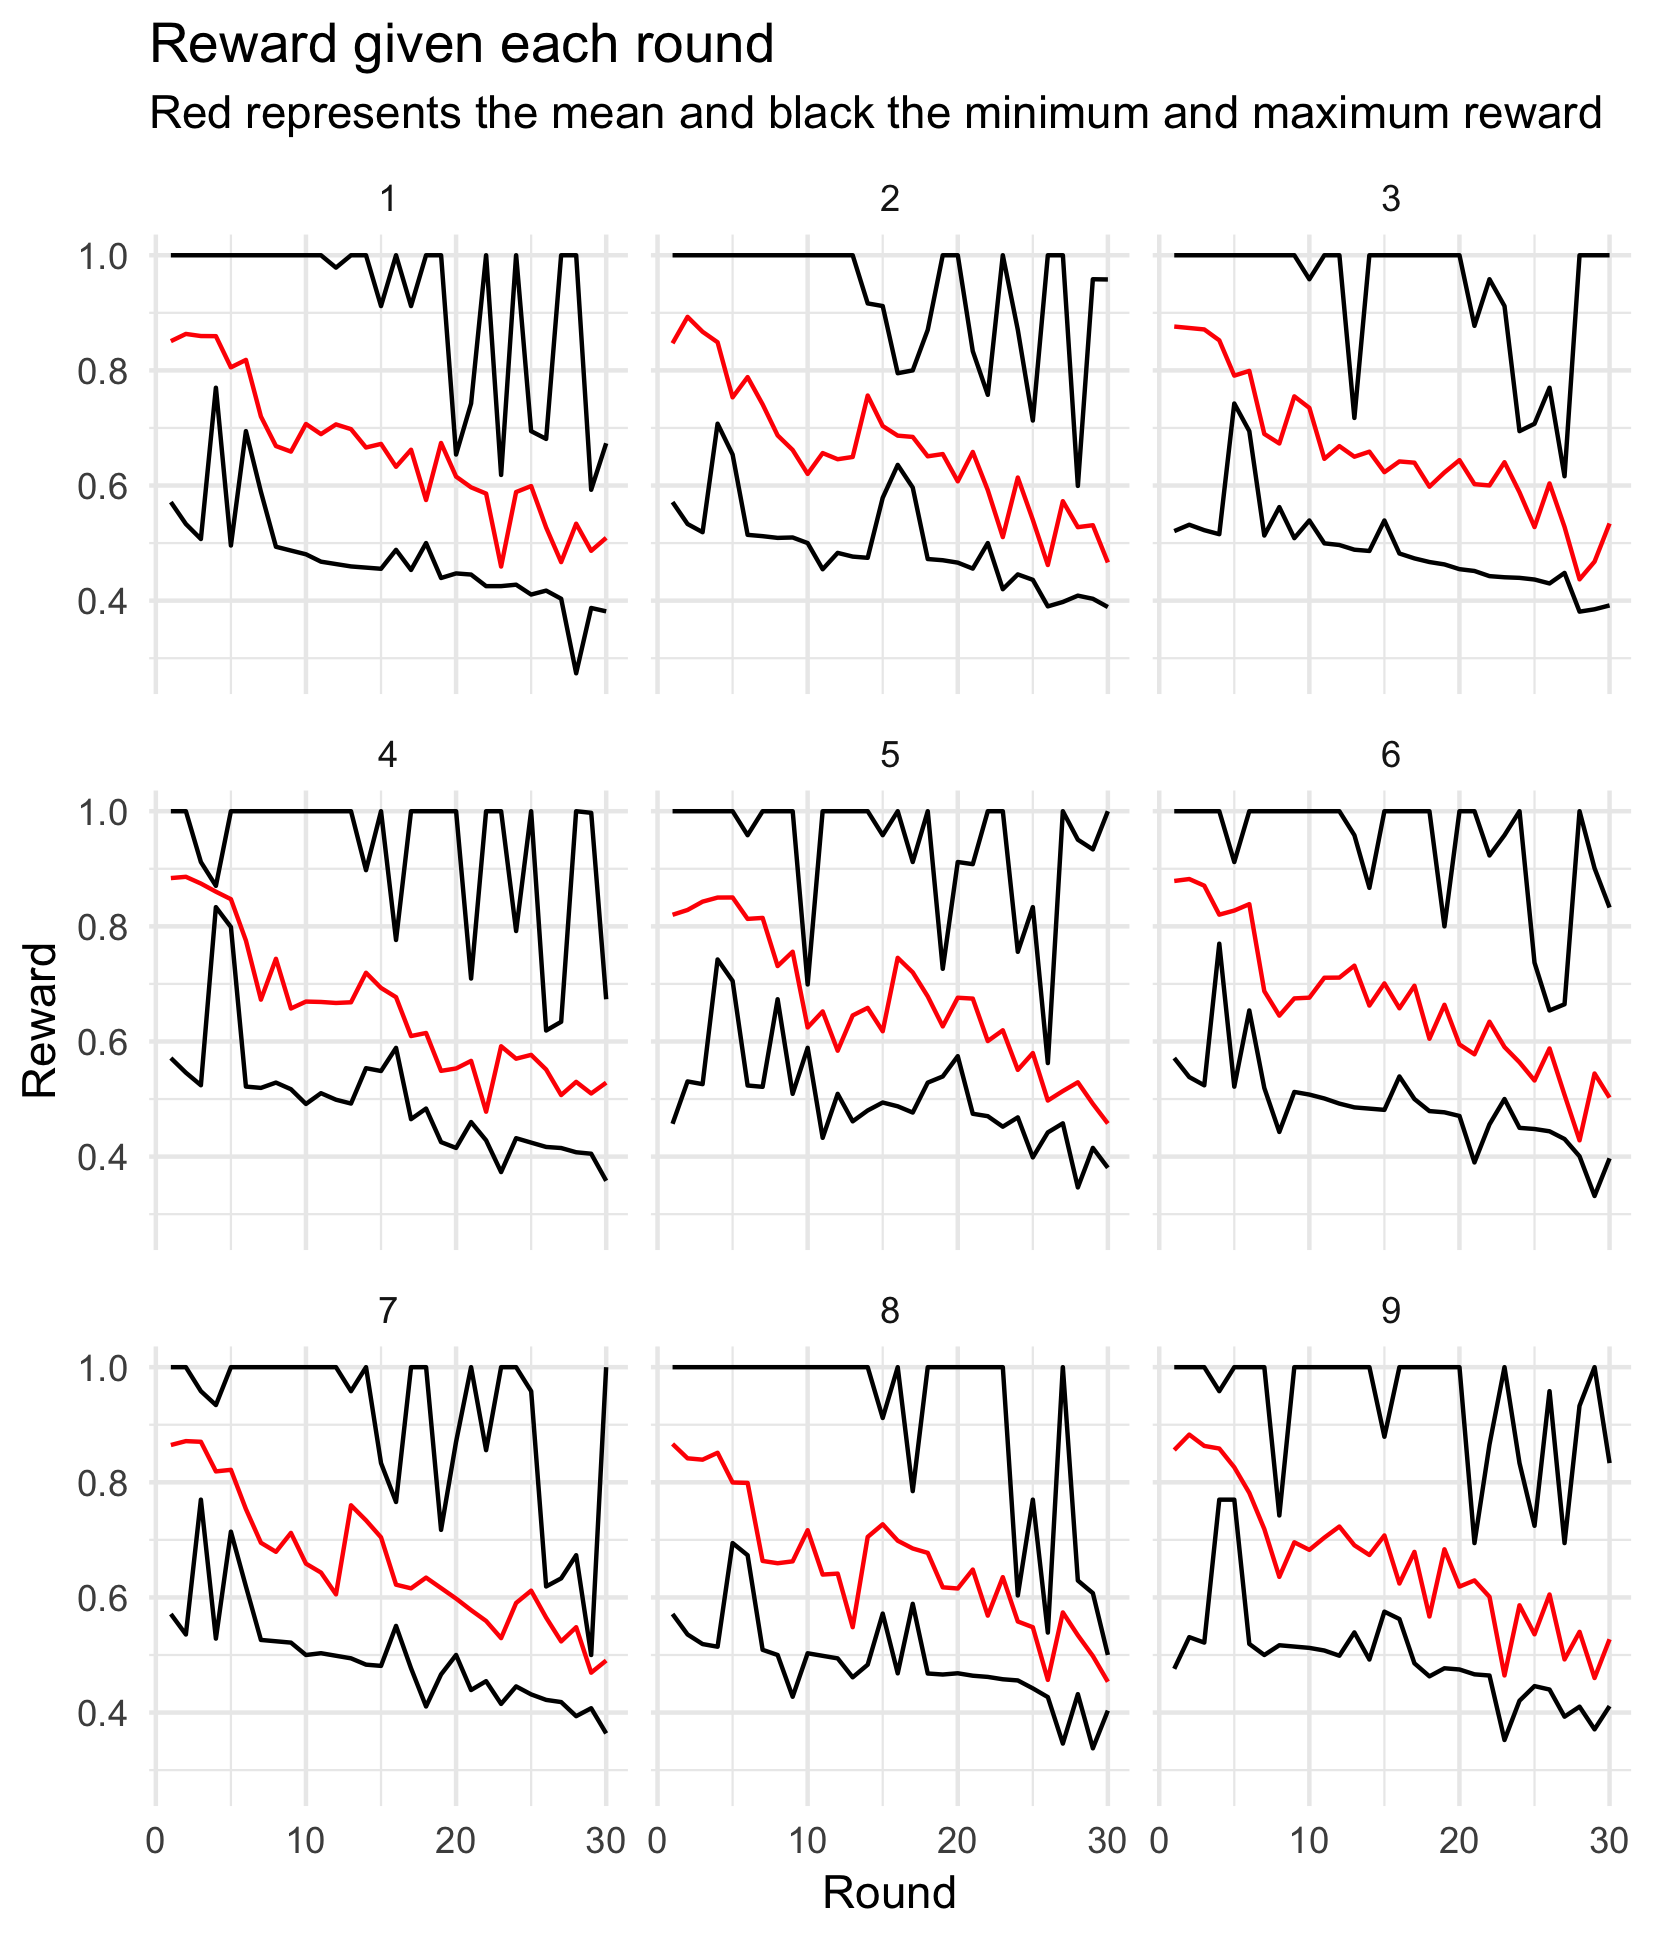 Reward given each round
Red represents the mean and black the minimum and maximum reward
1 2 3
1.0
0.8
0.6
0.4
4 5 6
1.0
0.8
0.6
0.4
Reward
7 8 9
1.0
0.8
0.6
0.4
0 10 20 30 0 10 20 30 0 10 20 30
Round